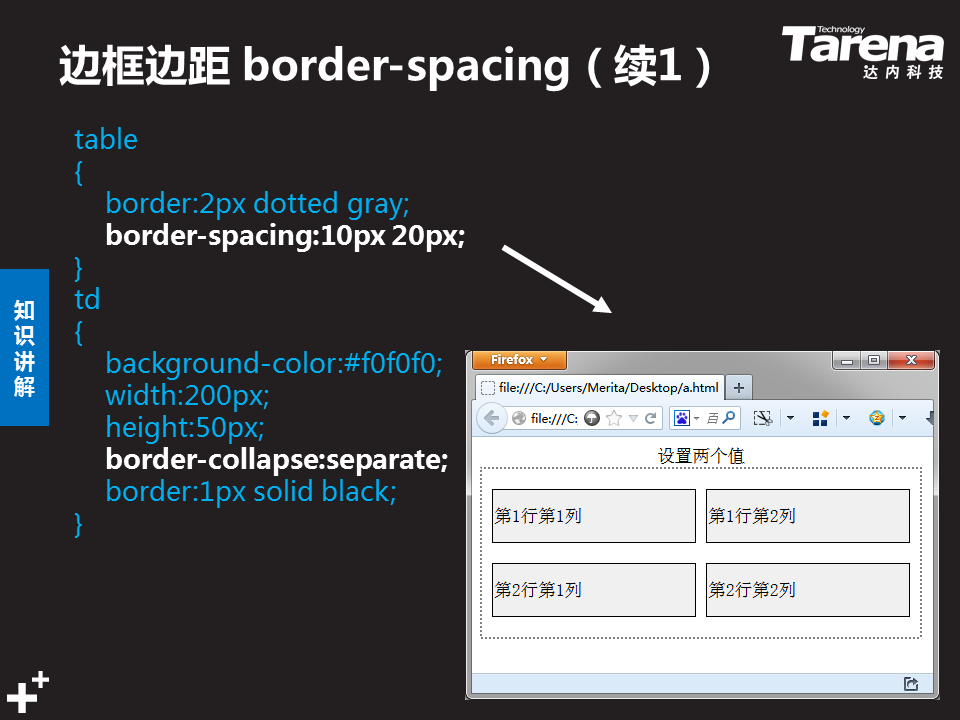 边框边距 border-spacing（续1）
Technology
Tarena
达内科技
table
{
border:2px dotted gray;
border-spacing:10px 20px;
}
td
{
background-color:#f0f0f0;
width:200px;
height:50px;
border-collapse:separate;
border:1px solid black;
}
知识讲解
Firefox
file:///C:/Users/Merita/Desktop/a.html
file:///C:
百
设置两个值
第1行第1列 第1行第2列
第2行第1列 第2行第2列